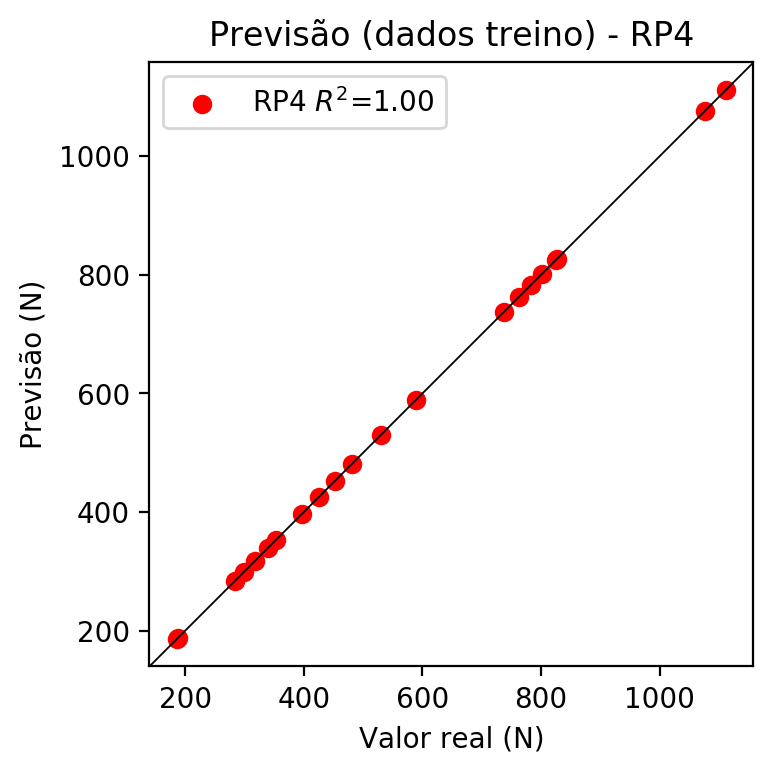 Previsão (dados treino) - RP4
RP4 R²=1.00
1000
800
600
400
200
Previsão (N)
200 400 600 800 1000
Valor real (N)